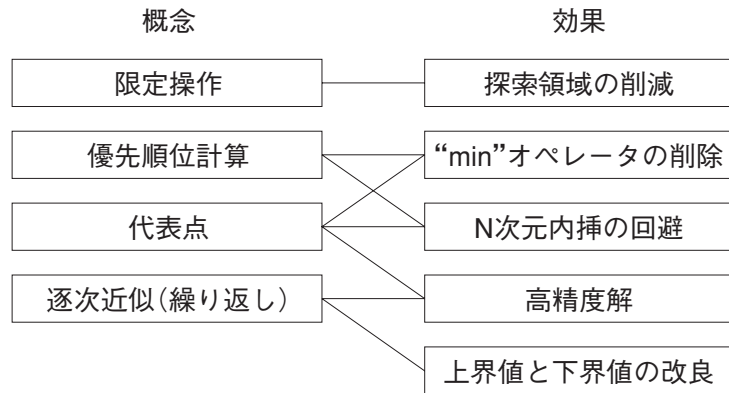 概念
効果
限定操作
探索領域の削減
優先順位計算
“min”オペレータの削除
代表点
N次元内挿の回避
逐次近似(繰り返し)
高精度解
上界値と下界値の改良